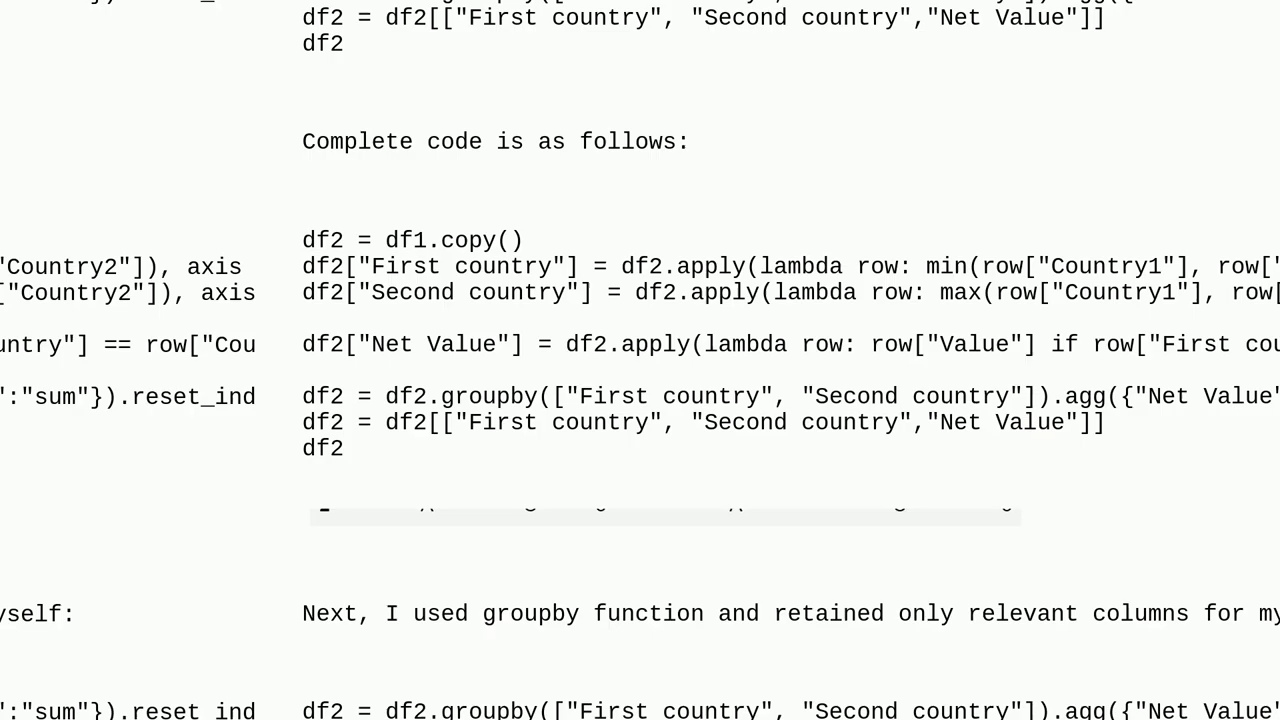 df2 = df2[["First country", "Second country","Net Value"]]
df2
Complete code is as follows:
df2 = df1.copy()
"Country2"]), axis df2["First country"] = df2.apply(lambda row: min(row["Country1"], row["
["Country2"]), axis df2["Second country"] = df2.apply(lambda row: max(row["Country1"], row[
untry"] == row["Cou df2["Net Value"] = df2.apply(lambda row: row["Value"] if row["First cou
":"sum"}).reset_ind df2 = df2.groupby(["First country", "Second country"]).agg({"Net Value"
df2 = df2[["First country", "Second country","Net Value"]]
df2
yself: Next, I used groupby function and retained only relevant columns for my
":"sum"}).reset_ind df2 = df2.groupby(["First country", "Second country"]).agg({"Net Value"